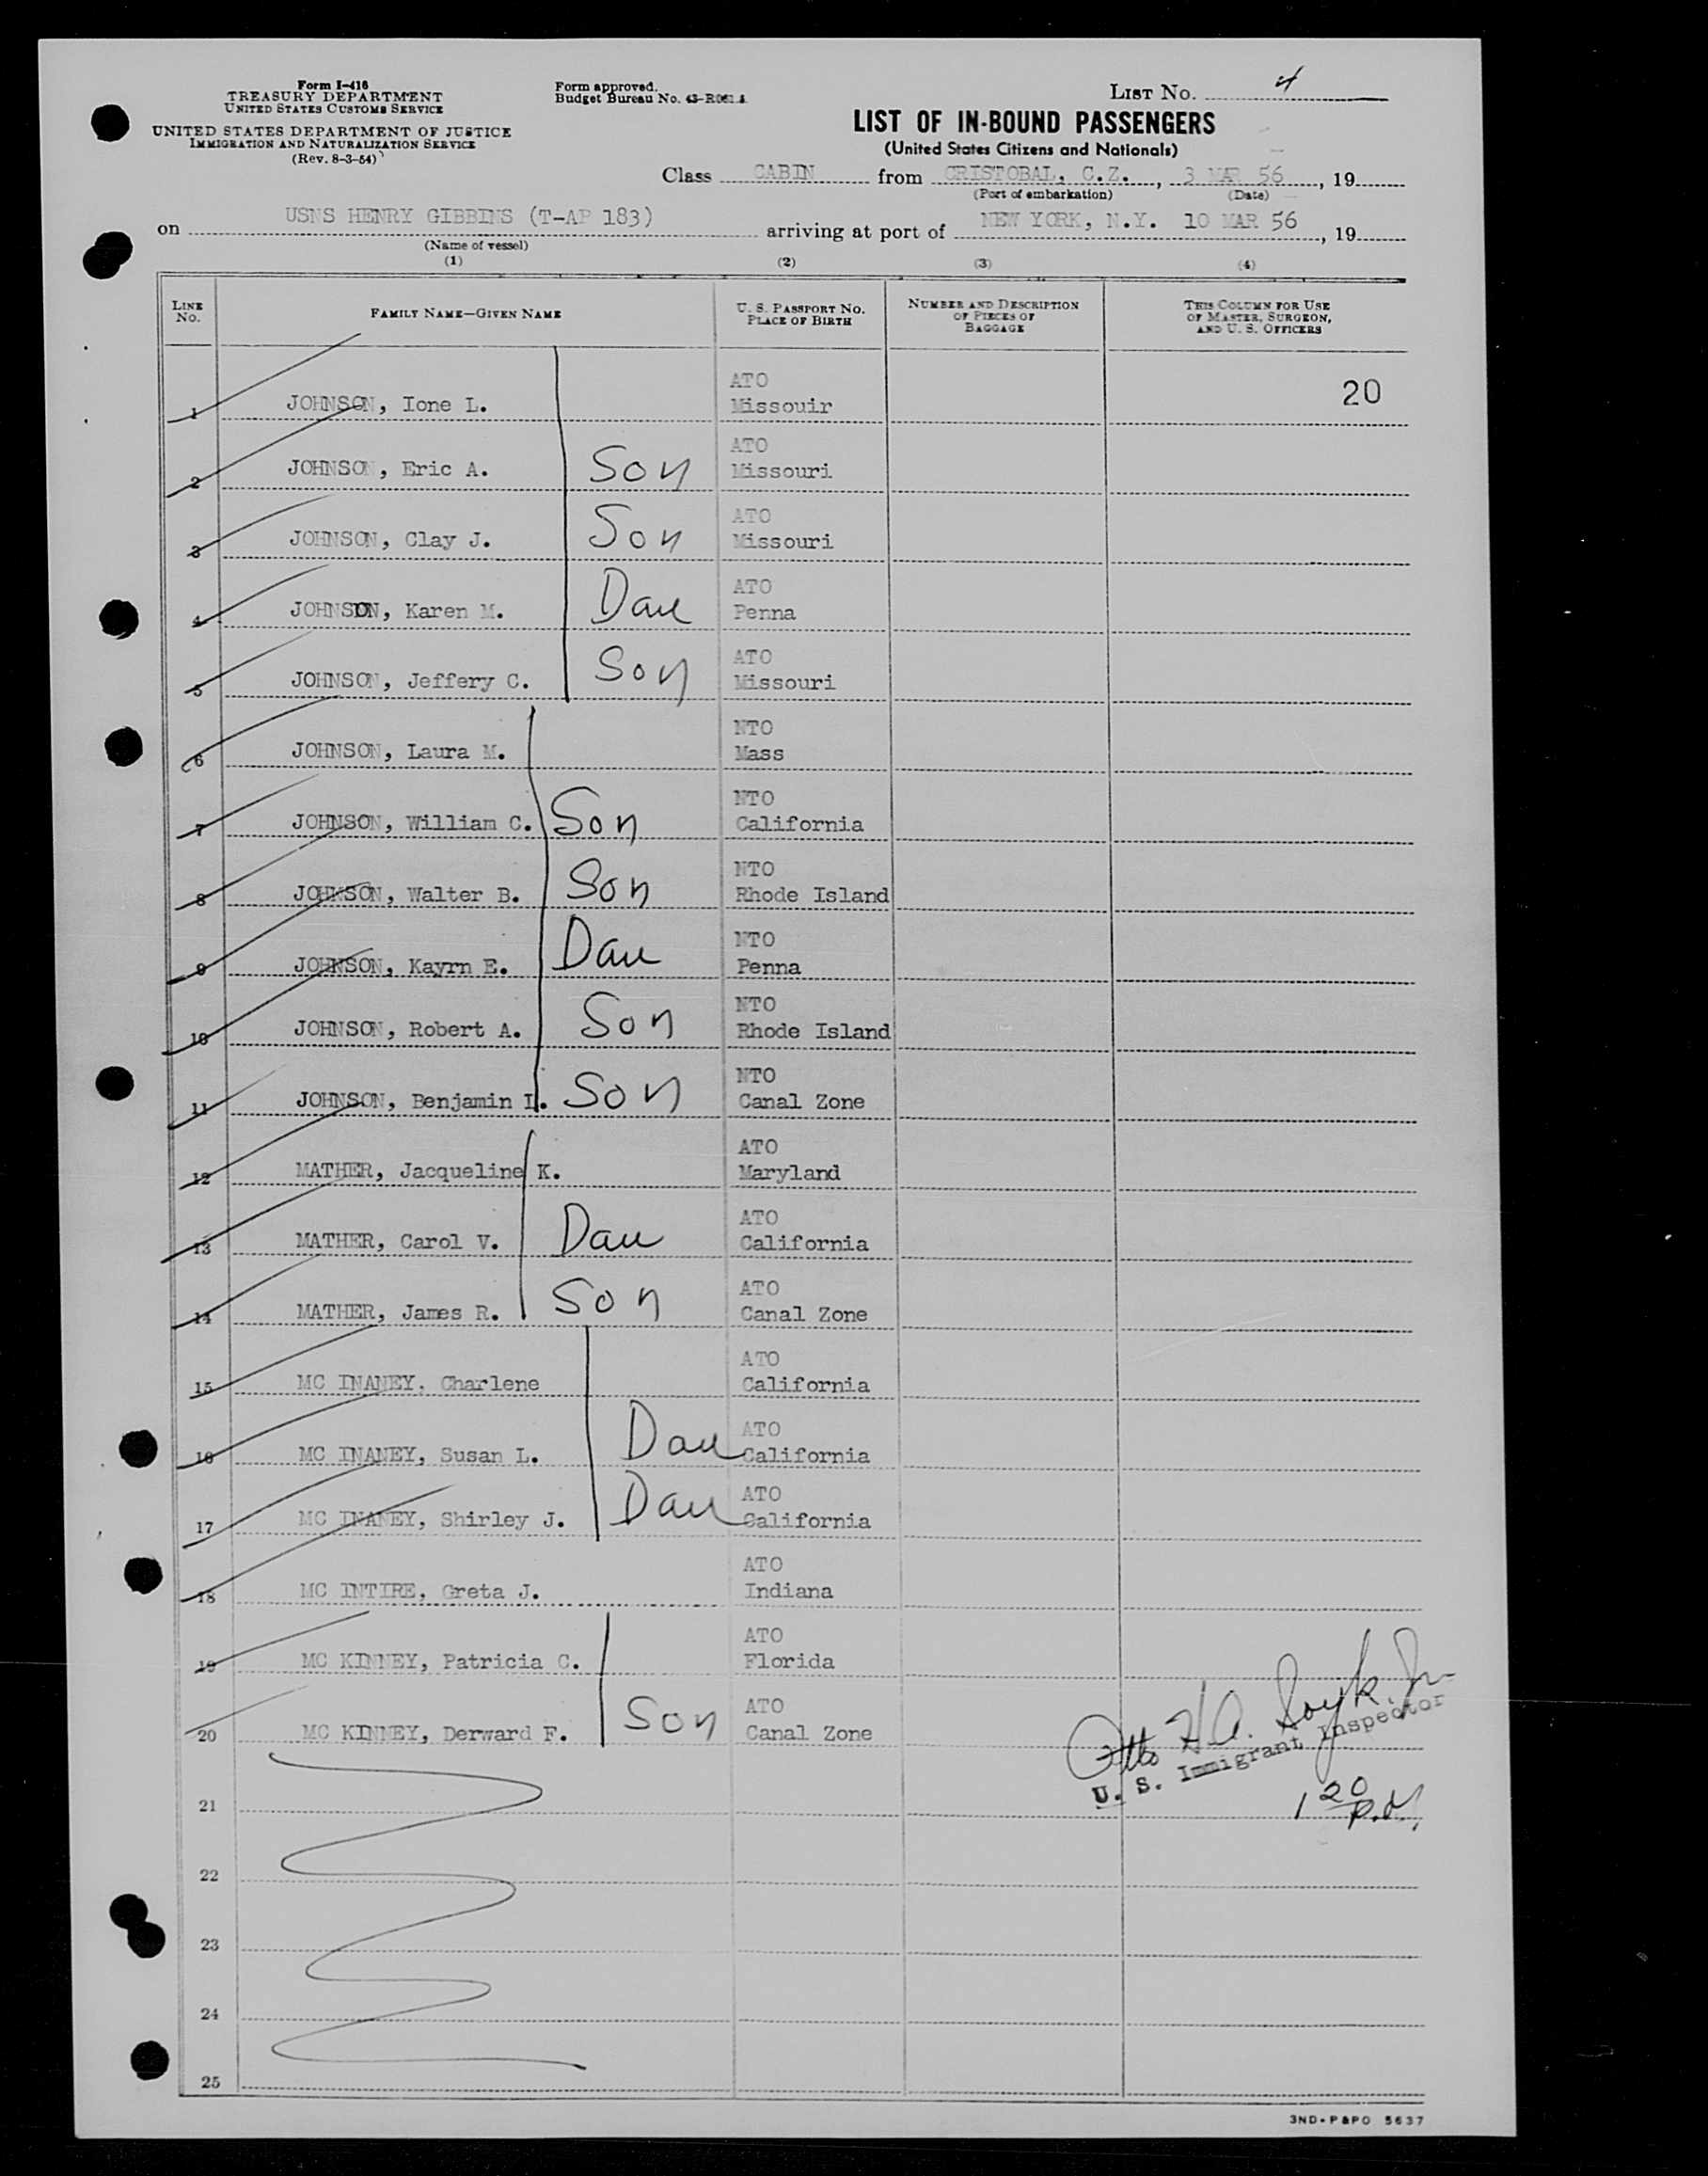 Form I-418
TREASURY DEPARTMENT
UNITED STATES CUSTOMS SERVICE
UNITED STATES DEPARTMENT OF JUSTICE
IMMIGRATION AND NATURALIZATION SERVICE
(Rev. 8-3-54)
Form approved.
Budget Bureau No.
LIST NO. 4
LIST OF IN-BOUND PASSENGERS
(United States Citizens and Nationals)
Class CABIN from CRISTOBAL, C.Z., 3 MAR 56, 19
(Port of embarkation) (Date)
on USNS HENRY GIBBINS (T-AP 183) arriving at port of NEW YORK, N.Y. 10 MAR 56, 19
(Name of vessel)
(1) (2) (3) (4)
LINE NO. FAMILY NAME—GIVEN NAME U. S. PASSPORT NO. PLACE OF BIRTH NUMBER AND DESCRIPTION OF PIECES OF BAGGAGE THIS COLUMN FOR USE OF MASTER, SURGEON, AND U. S. OFFICERS
ATO
1 JOHNSON, Ione L. Missouir 20
ATO
2 JOHNSON, Eric A. Son Missouri
ATO
3 JOHNSON, Clay J. Son Missouri
ATO
4 JOHNSON, Karen M. Dau Penna
ATO
5 JOHNSON, Jeffery C. Son Missouri
NTO
6 JOHNSON, Laura M. Mass
NTO
7 JOHNSON, William C. Son California
NTO
8 JOHNSON, Walter B. Son Rhode Island
NTO
9 JOHNSON, Kayrn E. Dau Penna
NTO
10 JOHNSON, Robert A. Son Rhode Island
NTO
11 JOHNSON, Benjamin L. Son Canal Zone
ATO
12 MATHER, Jacqueline K. Maryland
ATO
13 MATHER, Carol V. Dau California
ATO
14 MATHER, James R. Son Canal Zone
ATO
15 MC INANEY, Charlene California
ATO
16 MC INANEY, Susan L. Dau California
ATO
17 MC INANEY, Shirley J. Dau California
ATO
18 MC INTIRE, Greta J. Indiana
ATO
19 MC KINNEY, Patricia C. Florida
ATO
20 MC KINNEY, Derward F. Son Canal Zone
Otto H A.
U. S. Immigrant Inspector
1 20 P.M.
21
22
23
24
25
3ND-P&PO 5637